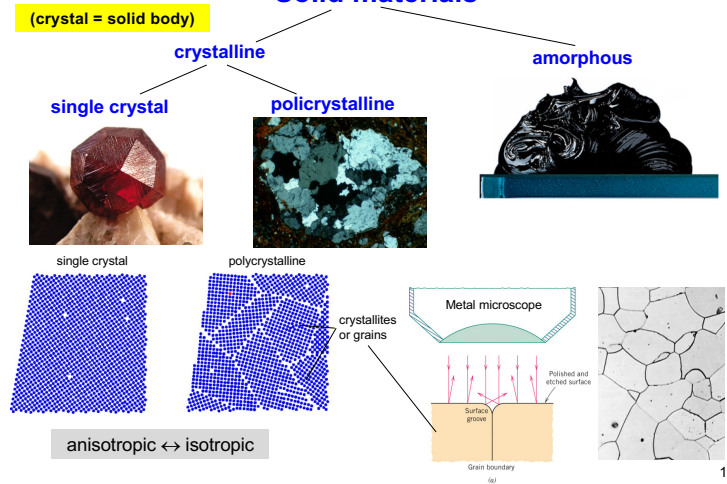 Solid materials
(crystal = solid body)
crystalline
amorphous
single crystal
policrystalline
single crystal
polycrystalline
crystallites
or grains
Metal microscope
Polished and
etched surface
Surface
groove
Grain boundary
(a)
anisotropic ↔ isotropic
1